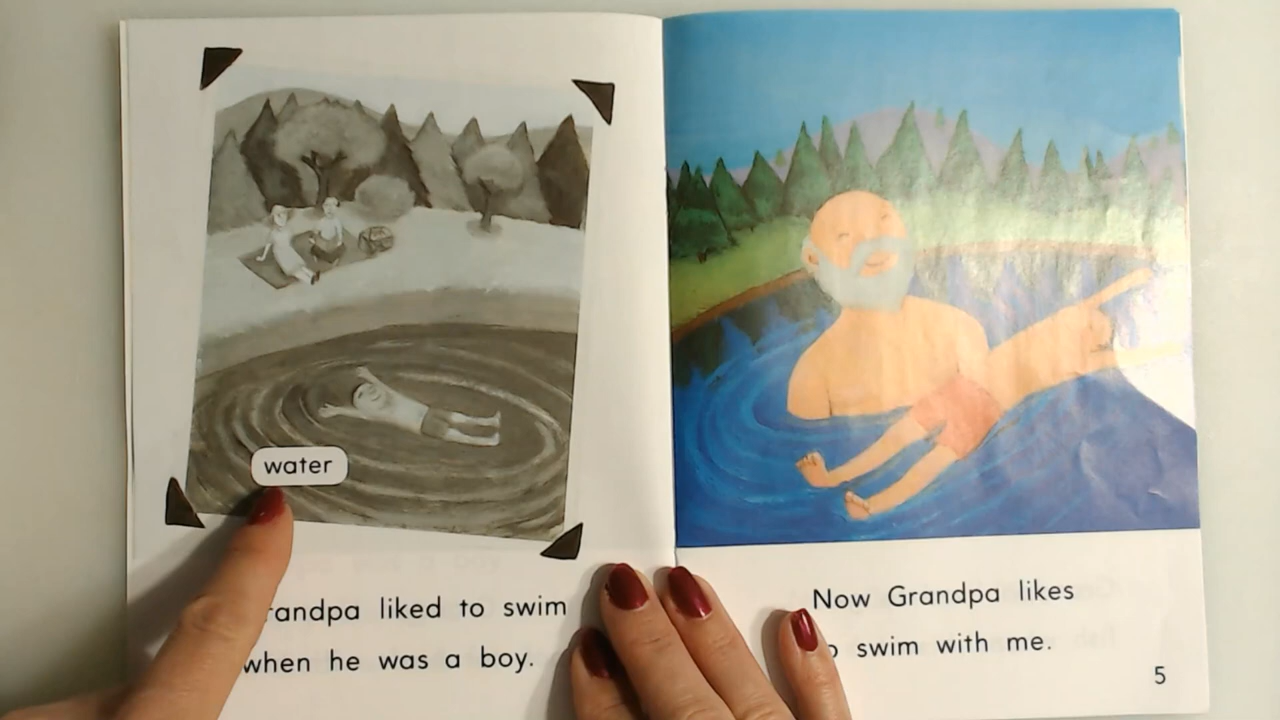 water
randpa liked to swim
when he was a boy.
Now Grandpa likes
o swim with me.
5